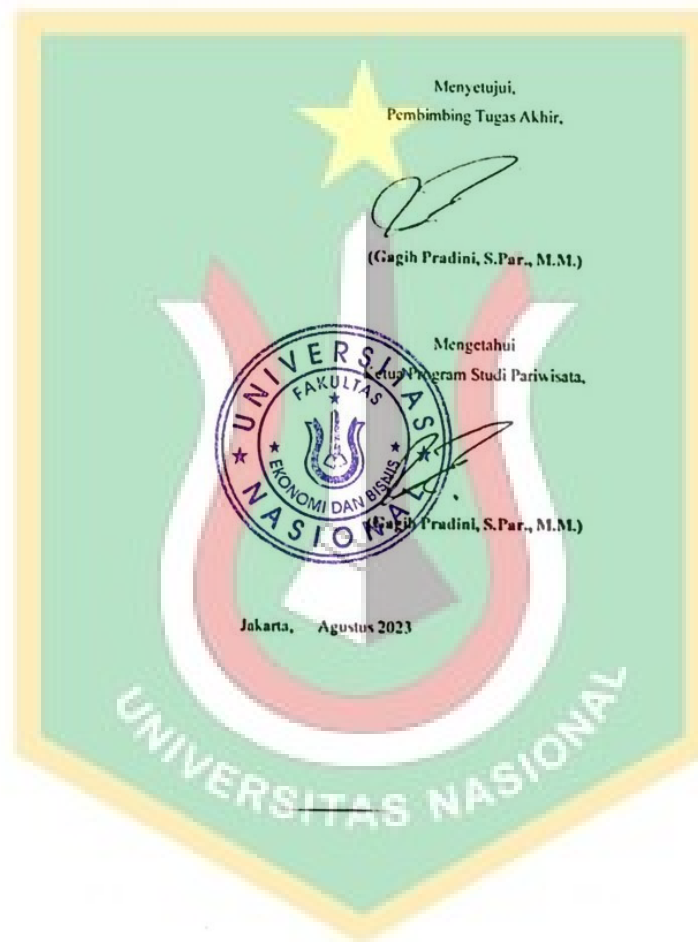 Menyetujui,
Pembimbing Tugas Akhir,
(Gagih Pradini, S.Par., M.M.)
Mengetahui
Ketua Program Studi Pariwisata,
(Gagih Pradini, S.Par., M.M.)
UNIVERSITAS NASIONAL
FAKULTAS
EKONOMI DAN BISNIS
Jakarta, Agustus 2023
UNIVERSITAS NASIONAL